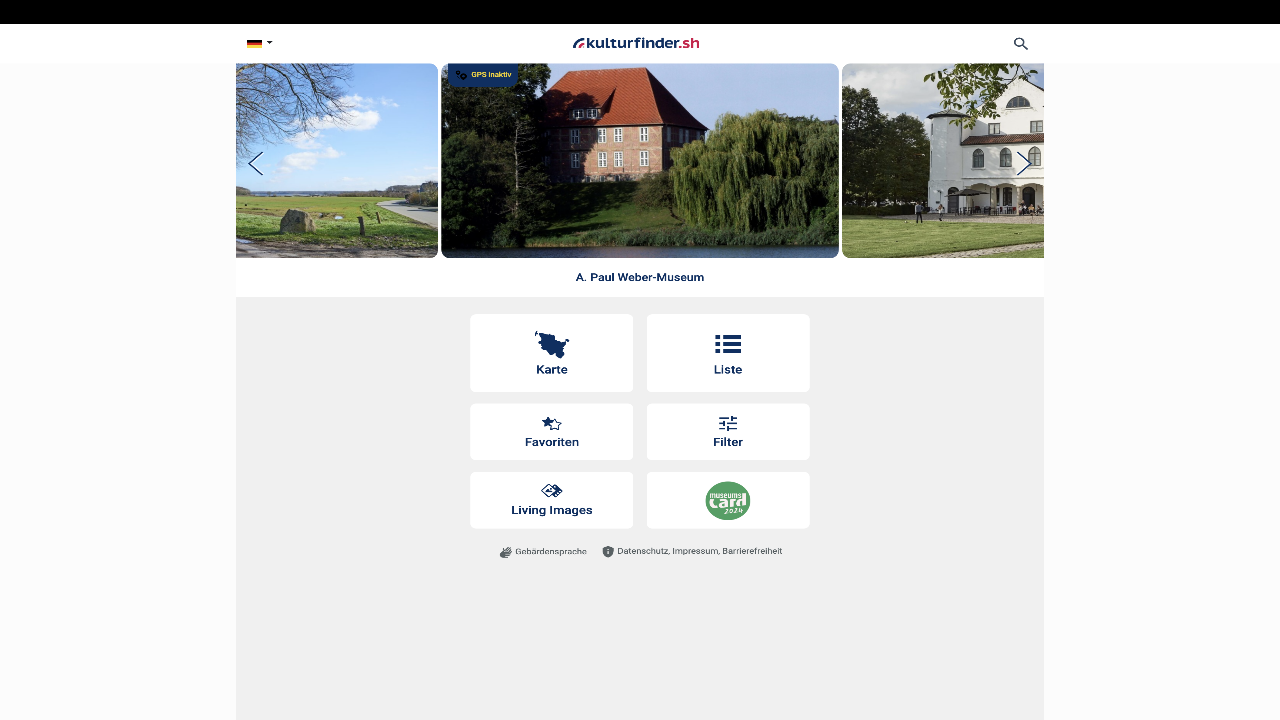 kulturfinder.sh
GPS inaktiv
A. Paul Weber-Museum
Karte
Liste
Favoriten
Filter
Living Images
museums
card
2024
Gebärdensprache
Datenschutz, Impressum, Barrierefreiheit